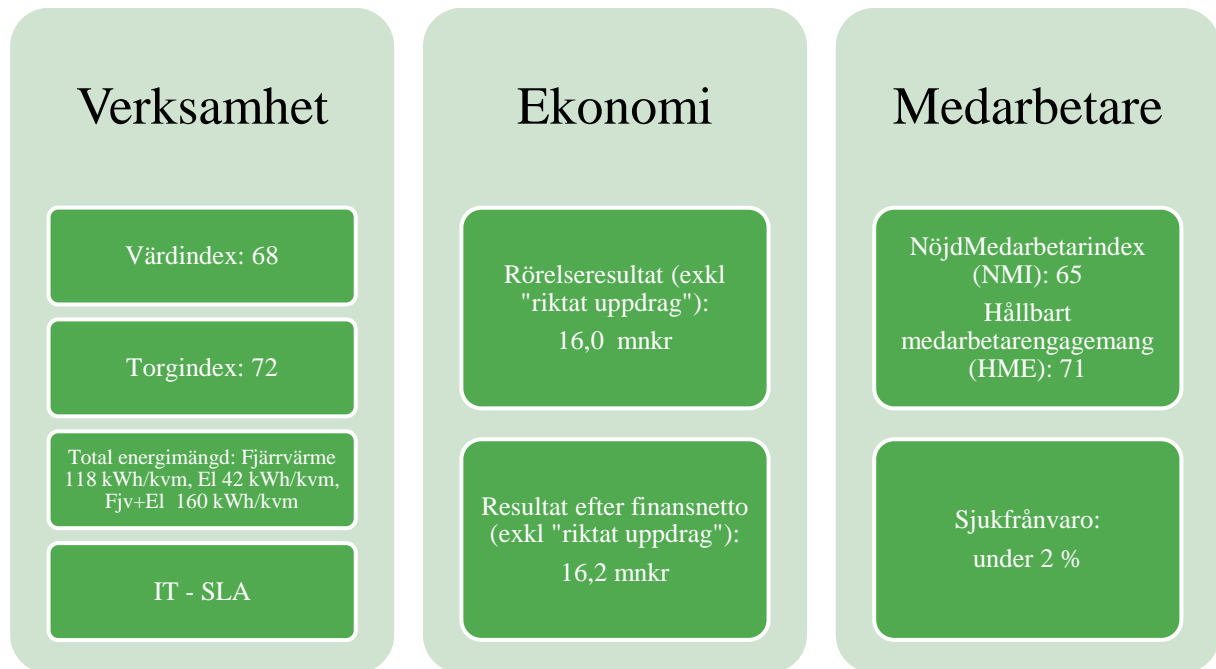 Verksamhet
Värdindex: 68
Torgindex: 72
Total energimängd: Fjärrvärme
118 kWh/kvm, El 42 kWh/kvm,
Fjv+El 160 kWh/kvm
IT - SLA
Ekonomi
Rörelseresultat (exkl
"riktat uppdrag"):
16,0 mnkr
Resultat efter finansnetto
(exkl "riktat uppdrag"):
16,2 mnkr
Medarbetare
NöjdMedarbetarindex
(NMI): 65
Hållbart
medarbetarengagemang
(HME): 71
Sjukfrånvaro:
under 2 %